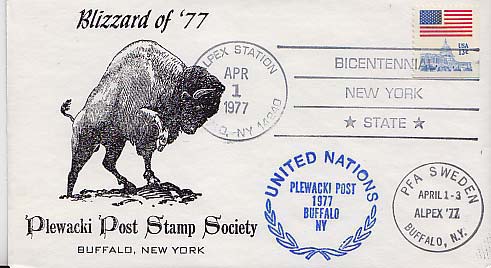 Blizzard of '77
ALPEX STATION
APR
1
1977
NY 14240
BICENTENNIAL
NEW YORK
★ STATE ★
USA
13c
UNITED NATIONS
PLEWACKI POST
1977
BUFFALO
NY
PFA SWEDEN
APRIL 1-3
ALPEX '77
BUFFALO, N.Y.
Plewacki Post Stamp Society
BUFFALO, NEW YORK